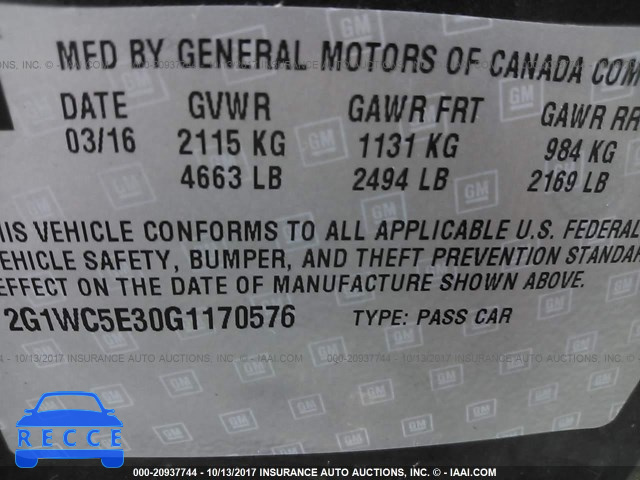 MFD BY GENERAL MOTORS OF CANADA COM
DATE GVWR GAWR FRT GAWR RR
03/16 2115 KG 1131 KG 984 KG
4663 LB 2494 LB 2169 LB
HIS VEHICLE CONFORMS TO ALL APPLICABLE U.S. FEDERAL
VEHICLE SAFETY, BUMPER, AND THEFT PREVENTION STANDAR
EFFECT ON THE DATE OF MANUFACTURE SHOWN ABOVE.
2G1WC5E30G1170576 TYPE: PASS CAR
GM
RECCE
000-20937744 - 10/13/2017 INSURANCE AUTO AUCTIONS, INC. - © IAAI.COM